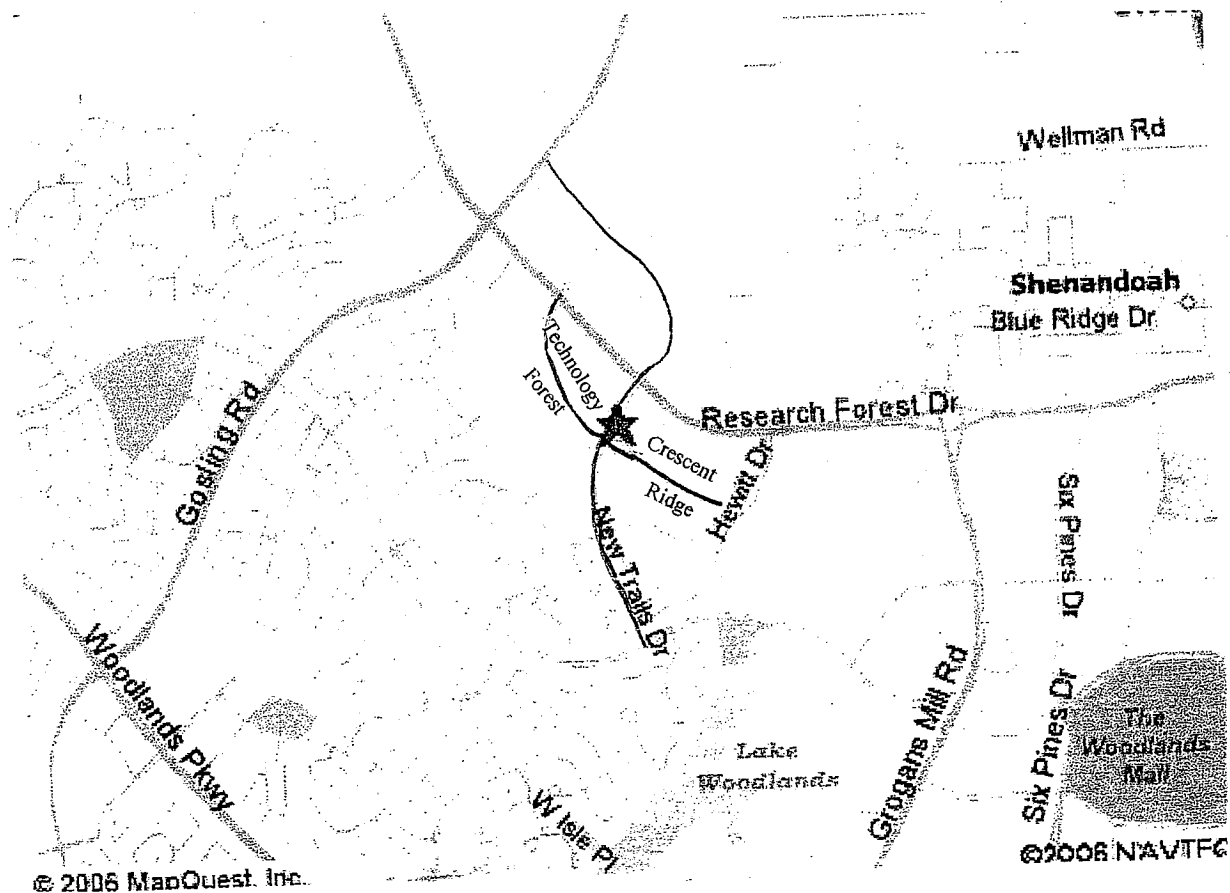 Wellman Rd
Shenandoah
Blue Ridge Dr
Technology
Forest
Research Forest Dr
Gosling Rd
Crescent
Ridge
Hewitt Dr
Six Pines Dr
New Trails Dr
Woodlands Pkwy
Grogans Mill Rd
Six Pines Dr
The
Woodlands
Mall
Lake
Woodlands
W Isle Pl
©2006 NAVTEQ
© 2006 MapQuest, Inc.